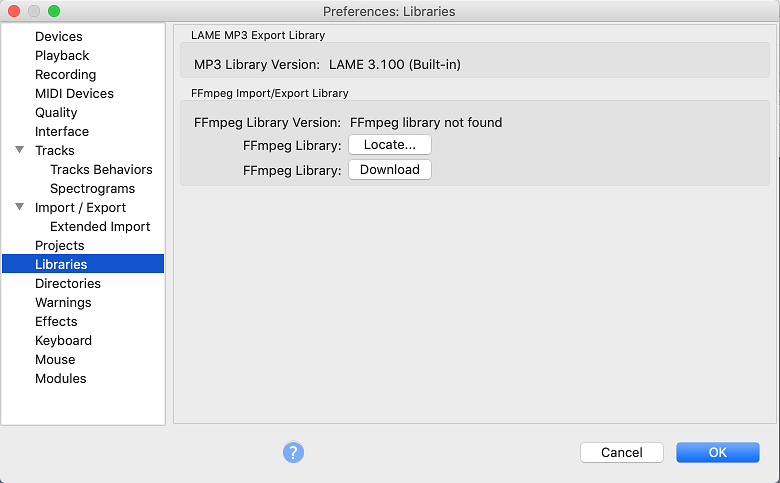 Preferences: Libraries
Devices
Playback
Recording
MIDI Devices
Quality
Interface
Tracks
Tracks Behaviors
Spectrograms
Import / Export
Extended Import
Projects
Libraries
Directories
Warnings
Effects
Keyboard
Mouse
Modules
LAME MP3 Export Library
MP3 Library Version: LAME 3.100 (Built-in)
FFmpeg Import/Export Library
FFmpeg Library Version: FFmpeg library not found
FFmpeg Library: Locate...
FFmpeg Library: Download
?
Cancel
OK